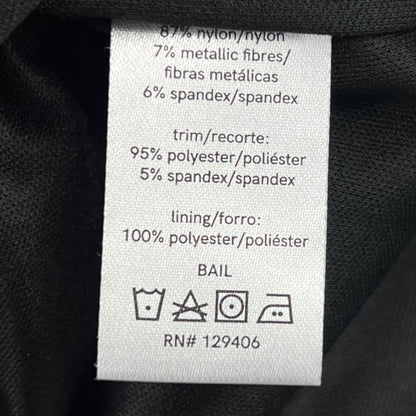 87% nylon/nylon
7% metallic fibres/
fibras metálicas
6% spandex/spandex
trim/recorte:
95% polyester/poliéster
5% spandex/spandex
lining/forro:
100% polyester/poliéster
BAIL
RN# 129406